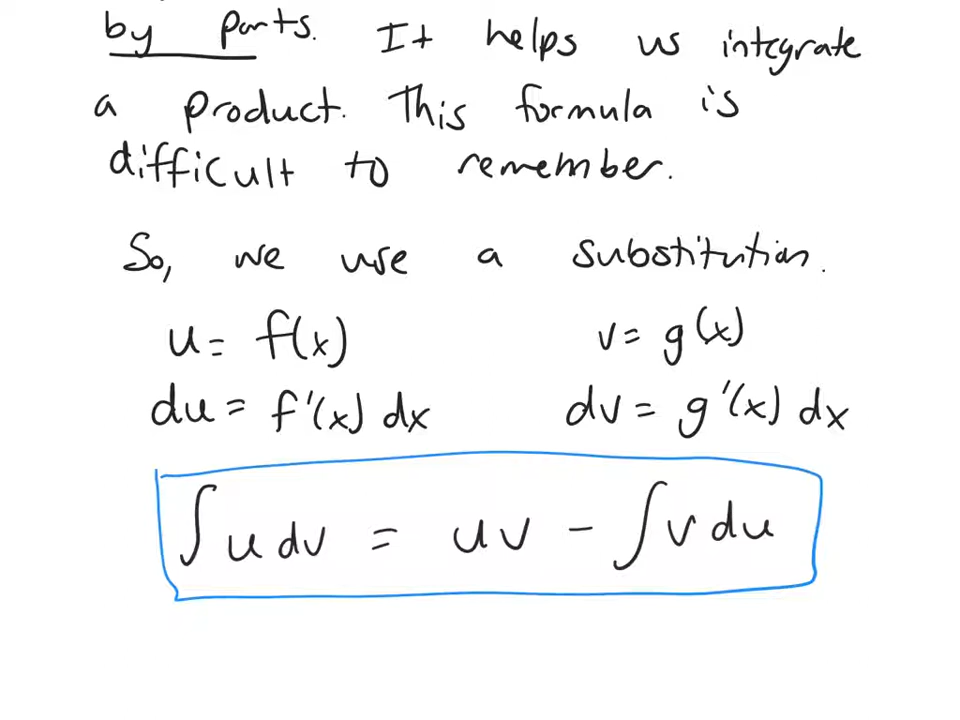 by parts. It helps us integrate
a product. This formula is
difficult to remember.
So, we use a substitution.
u = f(x) v = g(x)
du = f'(x) dx dv = g'(x) dx
∫ u dv = uv - ∫ v du